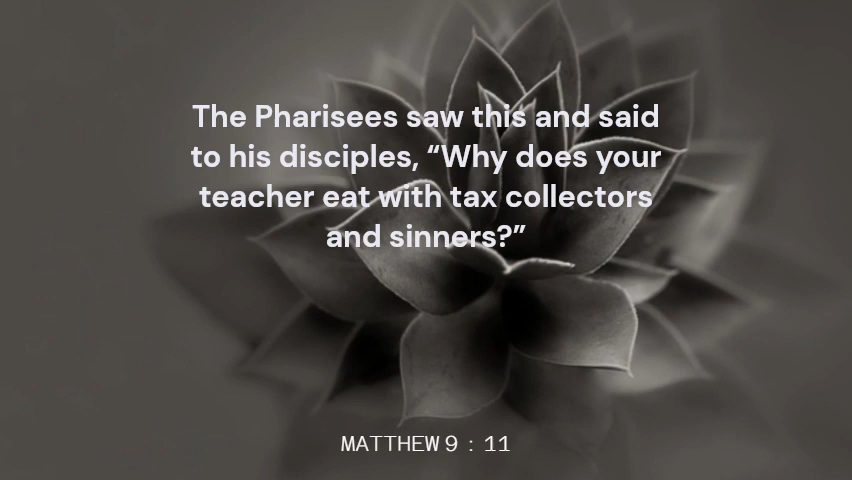 The Pharisees saw this and said
to his disciples, “Why does your
teacher eat with tax collectors
and sinners?”
MATTHEW 9 : 11